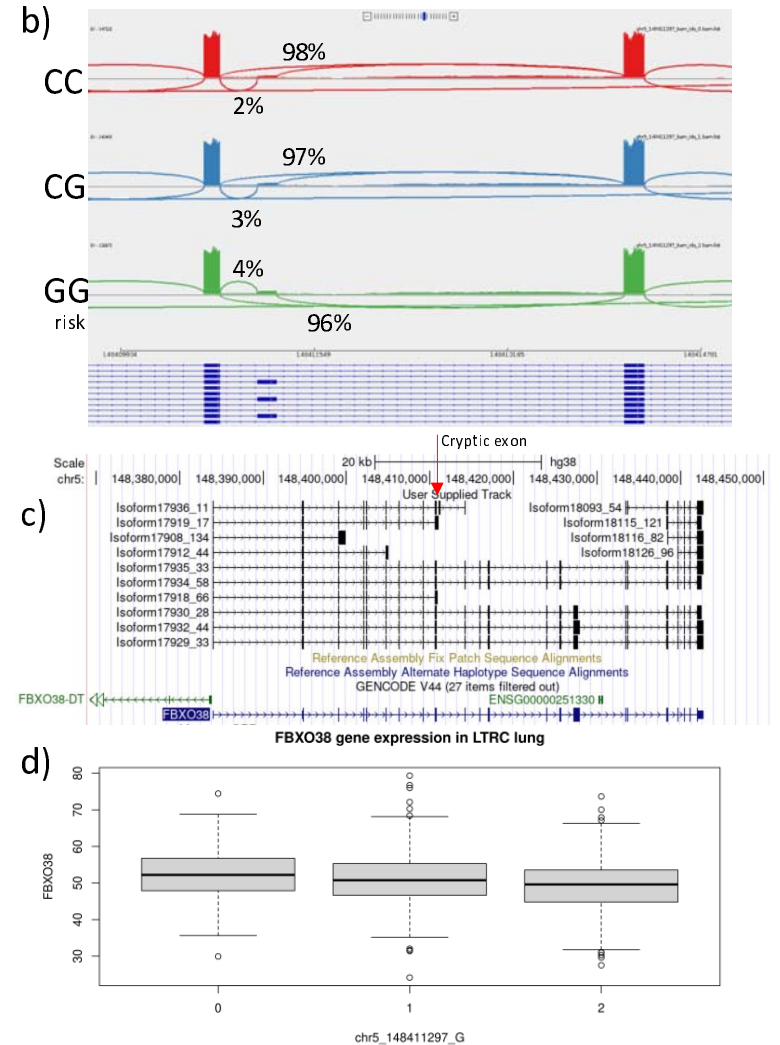 b)
98%
CC
2%
97%
CG
3%
4%
GG
risk
96%
148409934 148411549 148413165 148414781
Cryptic exon
Scale 20 kb hg38
chr5: 148,380,000 148,390,000 148,400,000 148,410,000 148,420,000 148,430,000 148,440,000 148,450,000
User Supplied Track
c)
Isoform17936_11 Isoform18093_54
Isoform17919_17 Isoform18115_121
Isoform17908_134 Isoform18116_82
Isoform17912_44 Isoform18126_96
Isoform17935_33
Isoform17934_58
Isoform17918_66
Isoform17930_28
Isoform17932_44
Isoform17929_33
Reference Assembly Fix Patch Sequence Alignments
Reference Assembly Alternate Haplotype Sequence Alignments
GENCODE V44 (27 items filtered out)
FBXO38-DT ENSG00000251330
FBXO38
FBXO38 gene expression in LTRC lung
d)
80
70
60
50
40
30
FBXO38
0 1 2
chr5_148411297_G